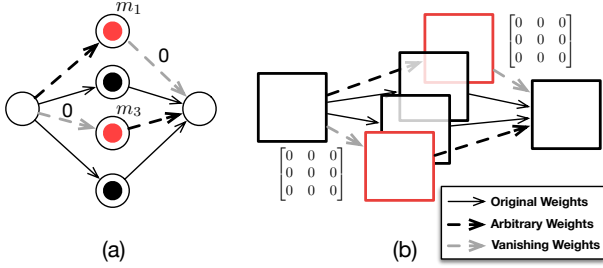 m₁
0
0
m₃
(a)
[0 0 0
0 0 0
0 0 0]
[0 0 0
0 0 0
0 0 0]
Original Weights
Arbitrary Weights
Vanishing Weights
(b)